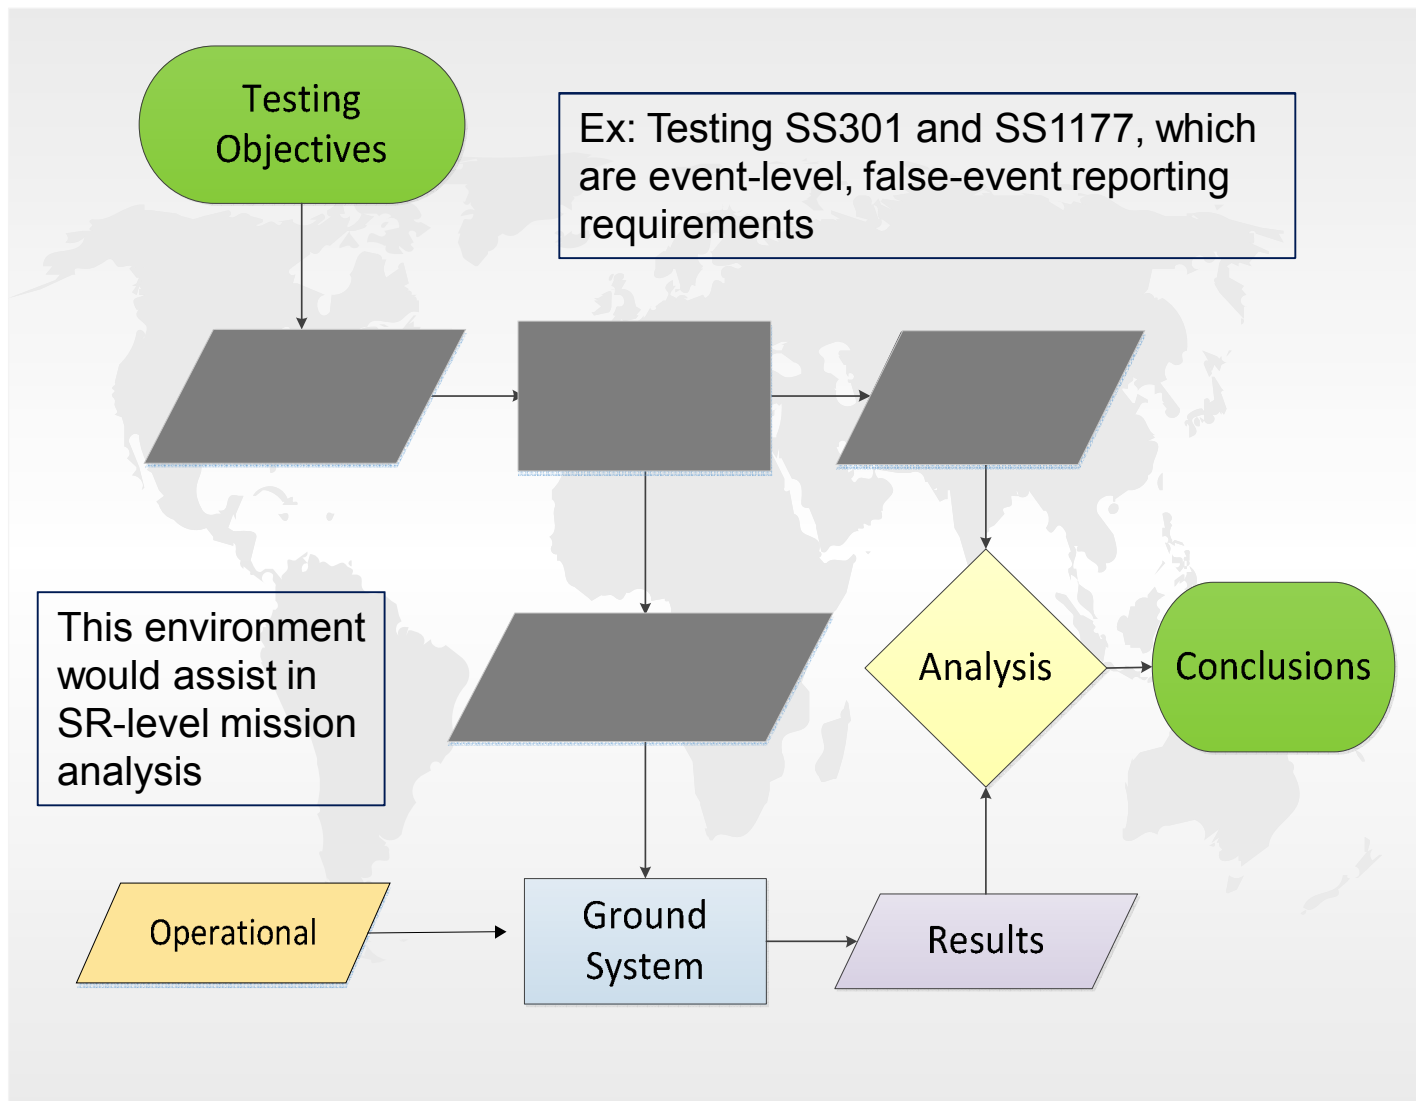 Testing
Objectives
Ex: Testing SS301 and SS1177, which
are event-level, false-event reporting
requirements
This environment
would assist in
SR-level mission
analysis
Analysis
Conclusions
Operational
Ground
System
Results